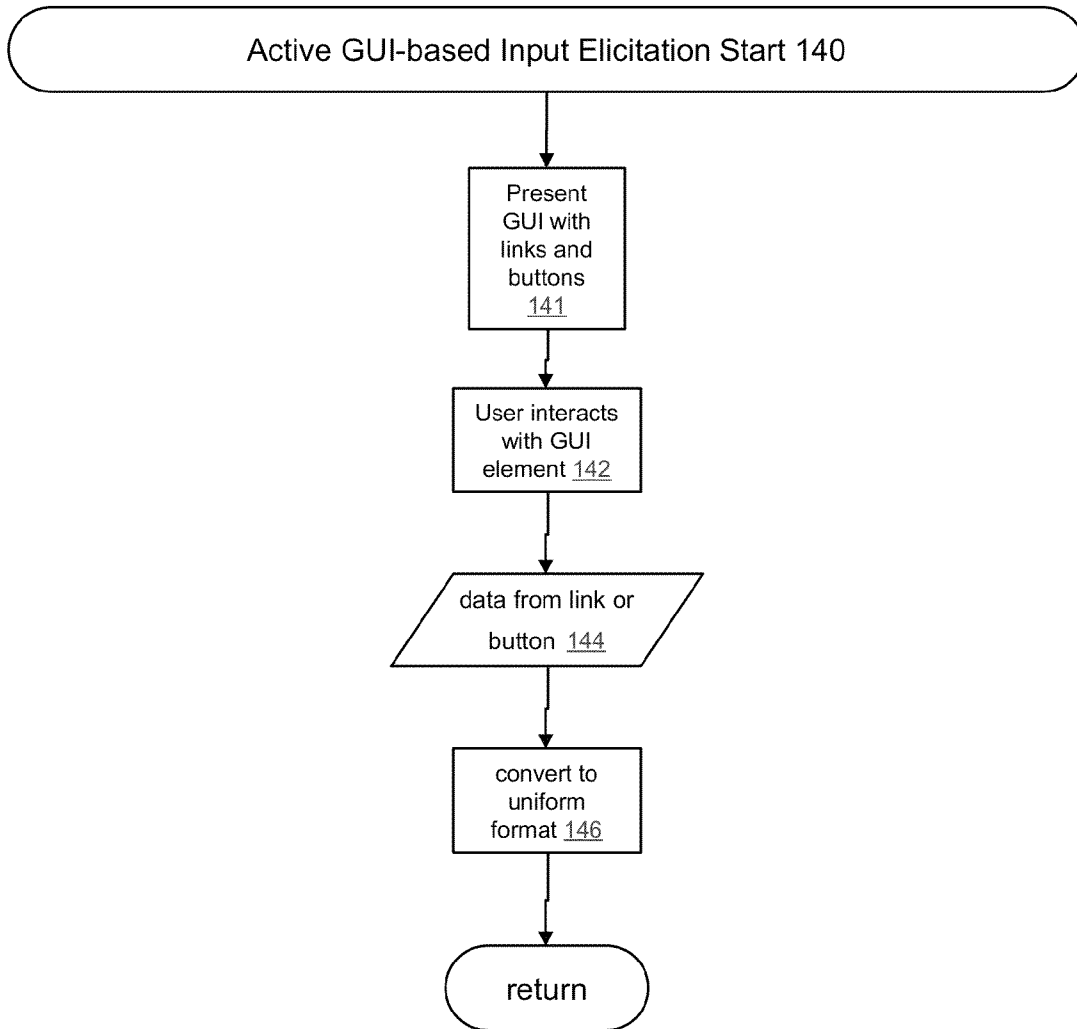 Active GUI-based Input Elicitation Start 140
Present
GUI with
links and
buttons
141
User interacts
with GUI
element 142
data from link or
button 144
convert to
uniform
format 146
return